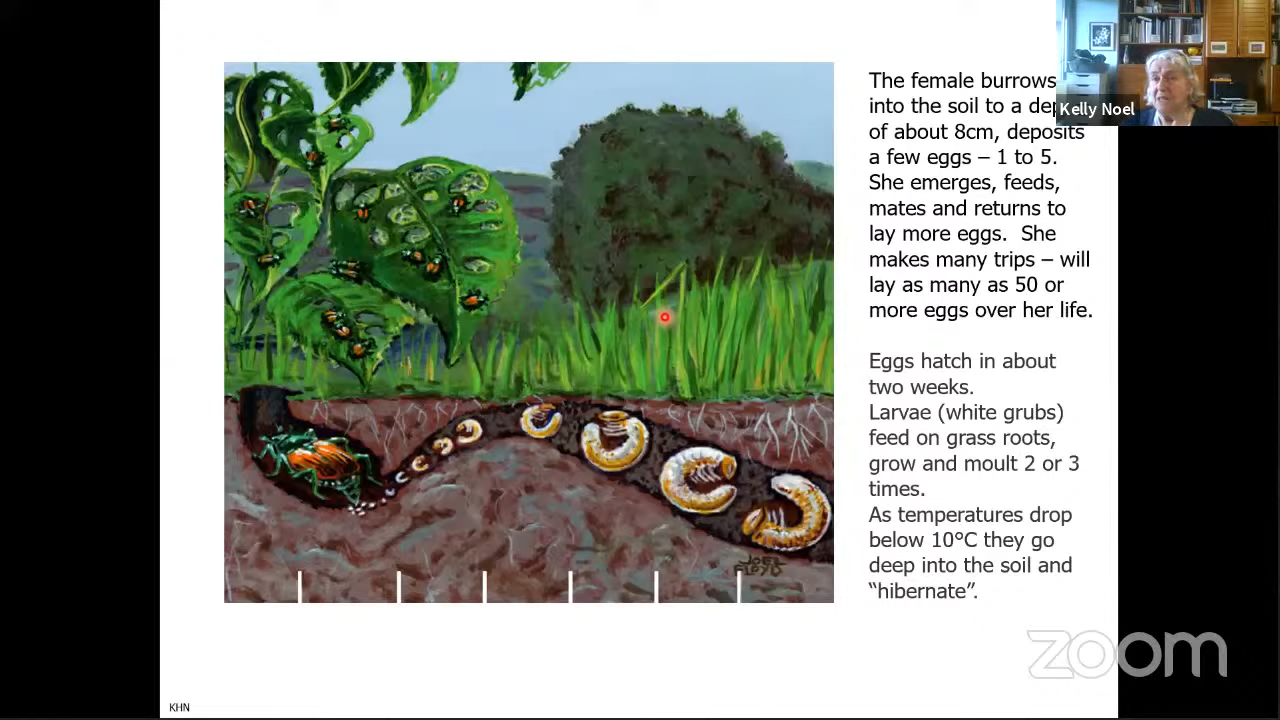 The female burrows
into the soil to a dep
of about 8cm, deposits
a few eggs – 1 to 5.
She emerges, feeds,
mates and returns to
lay more eggs. She
makes many trips – will
lay as many as 50 or
more eggs over her life.
Eggs hatch in about
two weeks.
Larvae (white grubs)
feed on grass roots,
grow and moult 2 or 3
times.
As temperatures drop
below 10°C they go
deep into the soil and
“hibernate”.
Kelly Noel
JOEL
FLOYD
zoom
KHN